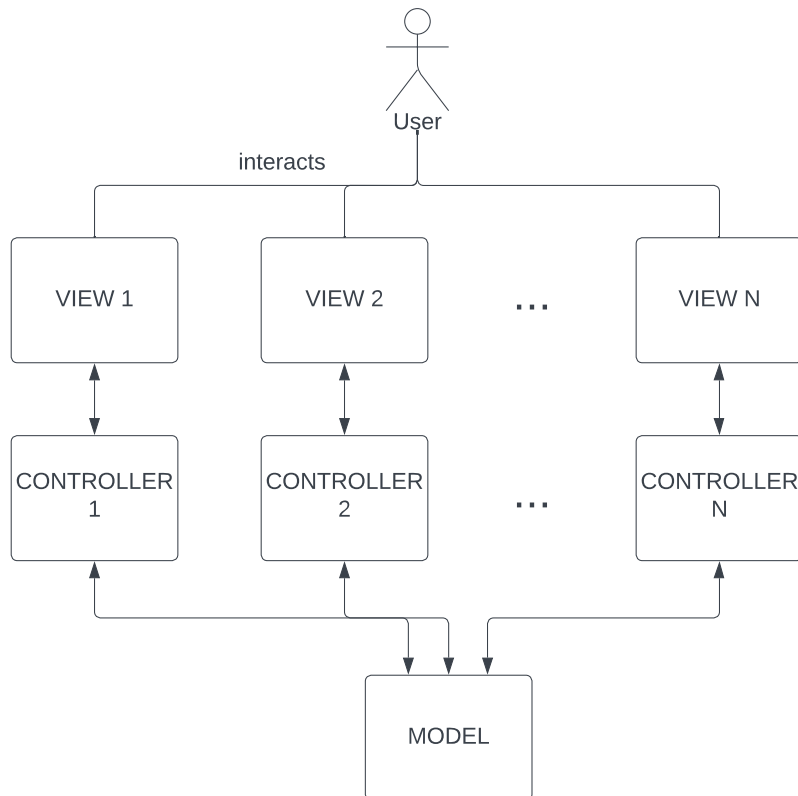 User
interacts
VIEW 1
VIEW 2
...
VIEW N
CONTROLLER
1
CONTROLLER
2
...
CONTROLLER
N
MODEL